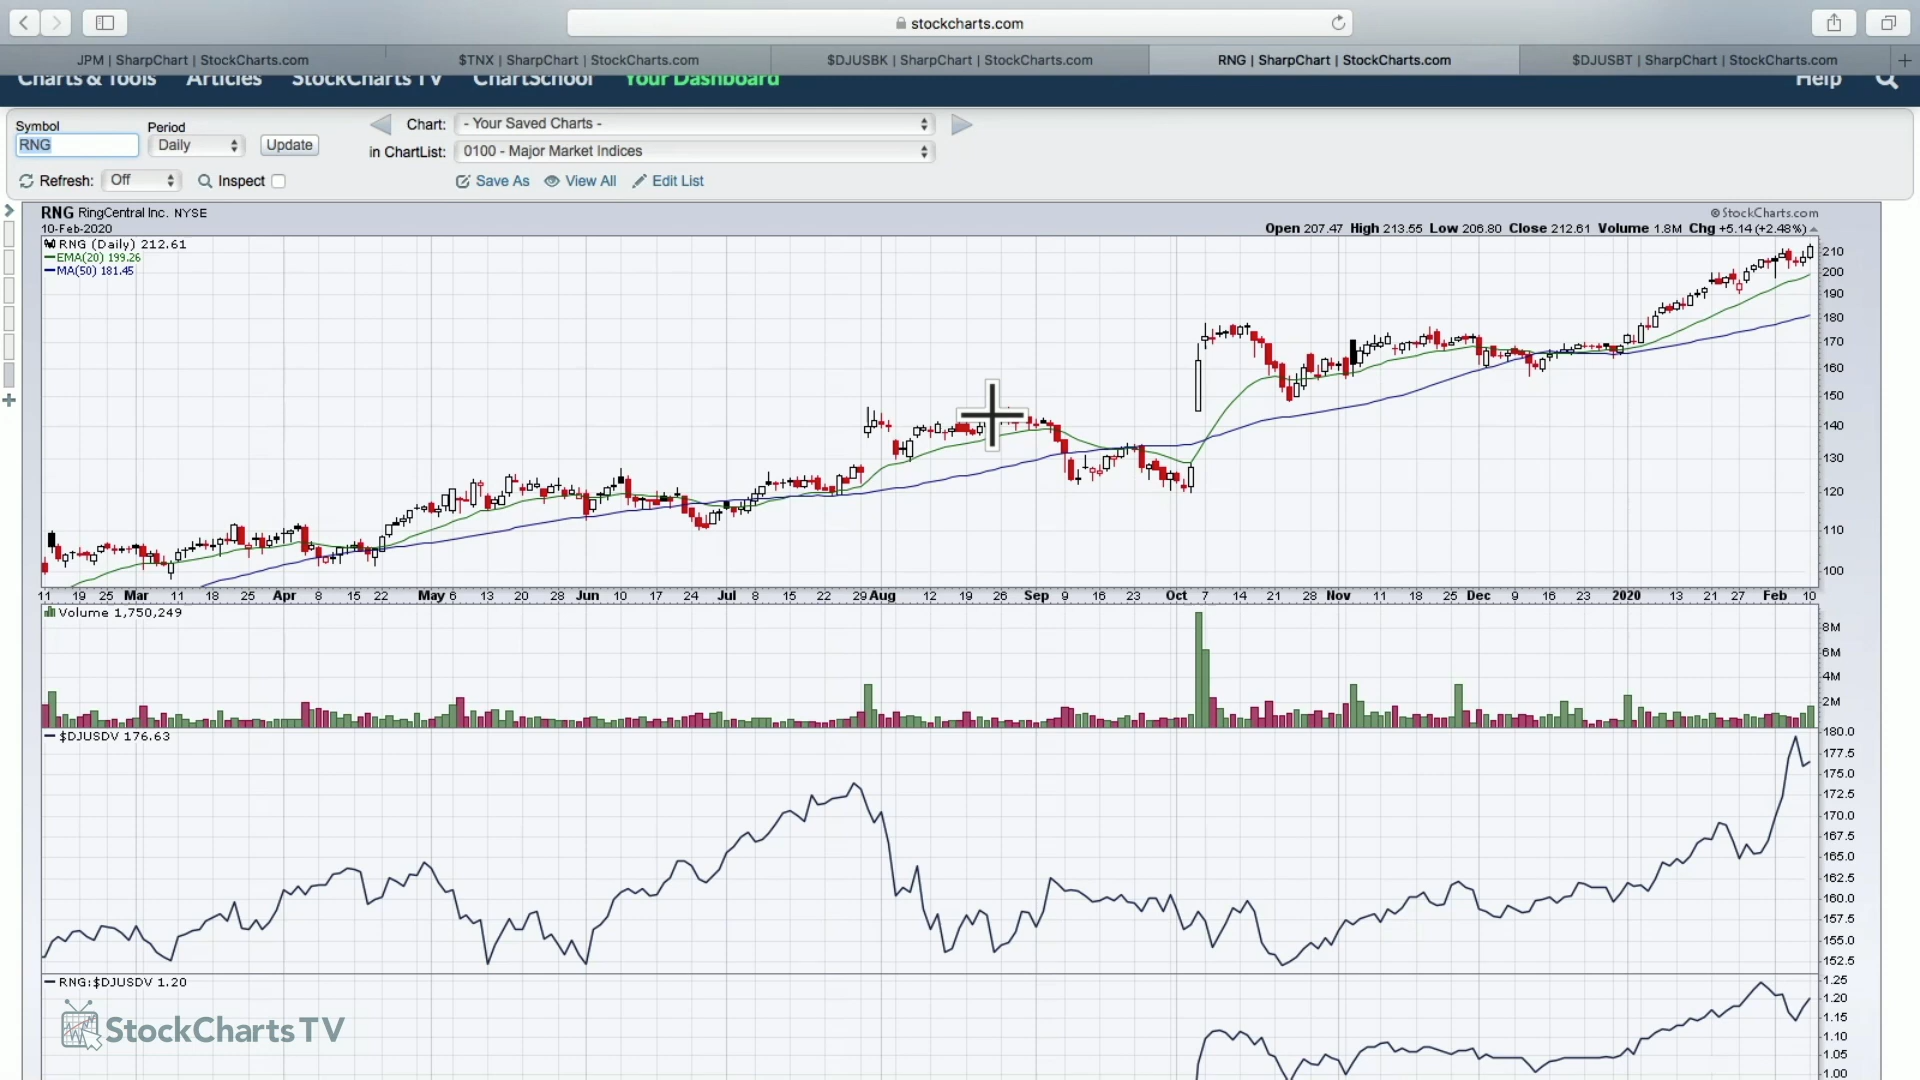 stockcharts.com
JPM | SharpChart | StockCharts.com
$TNX | SharpChart | StockCharts.com
$DJUSBK | SharpChart | StockCharts.com
RNG | SharpChart | StockCharts.com
$DJUSBT | SharpChart | StockCharts.com
Charts & Tools Articles StockCharts TV ChartSchool Your Dashboard Help
Symbol Period Chart: - Your Saved Charts -
RNG Daily Update in ChartList: 0100 - Major Market Indices
Refresh: Off Inspect Save As View All Edit List
RNG RingCentral Inc. NYSE ©StockCharts.com
10-Feb-2020 Open 207.47 High 213.55 Low 206.80 Close 212.61 Volume 1.8M Chg +5.14 (+2.48%)
RNG (Daily) 212.61
EMA(20) 199.26
MA(50) 181.45
210
200
190
180
170
160
150
140
130
120
110
100
11 19 25 Mar 11 18 25 Apr 8 15 22 May 6 13 20 28 Jun 10 17 24 Jul 8 15 22 29 Aug 12 19 26 Sep 9 16 23 Oct 7 14 21 28 Nov 11 18 25 Dec 9 16 23 2020 13 21 27 Feb 10
Volume 1,750,249
8M
6M
4M
2M
$DJUSDV 176.63
180.0
177.5
175.0
172.5
170.0
167.5
165.0
162.5
160.0
157.5
155.0
152.5
RNG:$DJUSDV 1.20
1.25
1.20
1.15
1.10
1.05
1.00
StockChartsTV